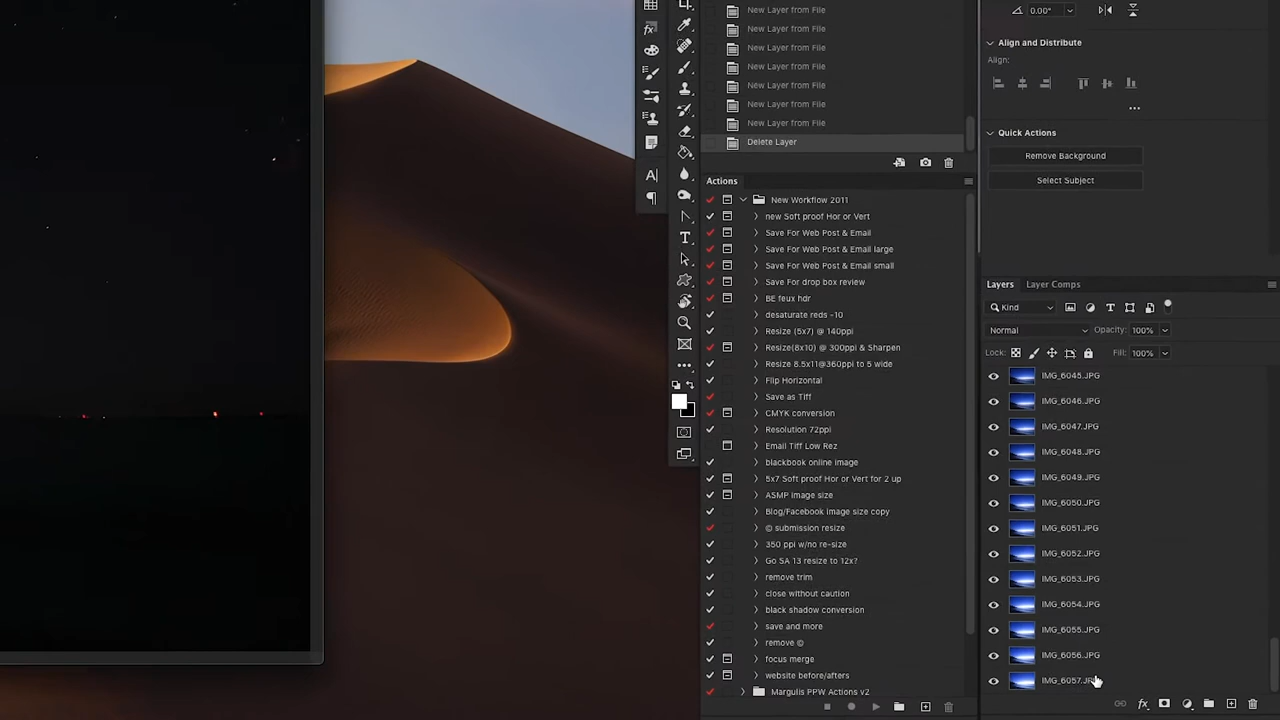 New Layer from File
New Layer from File
New Layer from File
New Layer from File
New Layer from File
New Layer from File
New Layer from File
Delete Layer
Actions
New Workflow 2011
new Soft proof Hor or Vert
Save For Web Post & Email
Save For Web Post & Email large
Save For Web Post & Email small
Save For drop box review
BE feux hdr
desaturate reds -10
Resize (5x7) @ 140ppi
Resize(8x10) @ 300ppi & Sharpen
Resize 8.5x11@360ppi to 5 wide
Flip Horizontal
Save as Tiff
CMYK conversion
Resolution 72ppi
Email Tiff Low Rez
blackbook online image
5x7 Soft proof Hor or Vert for 2 up
ASMP image size
Blog/Facebook image size copy
© submission resize
350 ppi w/no re-size
Go SA 13 resize to 12x?
remove trim
close without caution
black shadow conversion
save and more
remove ©
focus merge
website before/afters
Margulis PPW Actions v2
0.00°
Align and Distribute
Align:
Quick Actions
Remove Background
Select Subject
Layers Layer Comps
Kind
Normal Opacity: 100%
Lock: Fill: 100%
IMG_6045.JPG
IMG_6046.JPG
IMG_6047.JPG
IMG_6048.JPG
IMG_6049.JPG
IMG_6050.JPG
IMG_6051.JPG
IMG_6052.JPG
IMG_6053.JPG
IMG_6054.JPG
IMG_6055.JPG
IMG_6056.JPG
IMG_6057.JPG